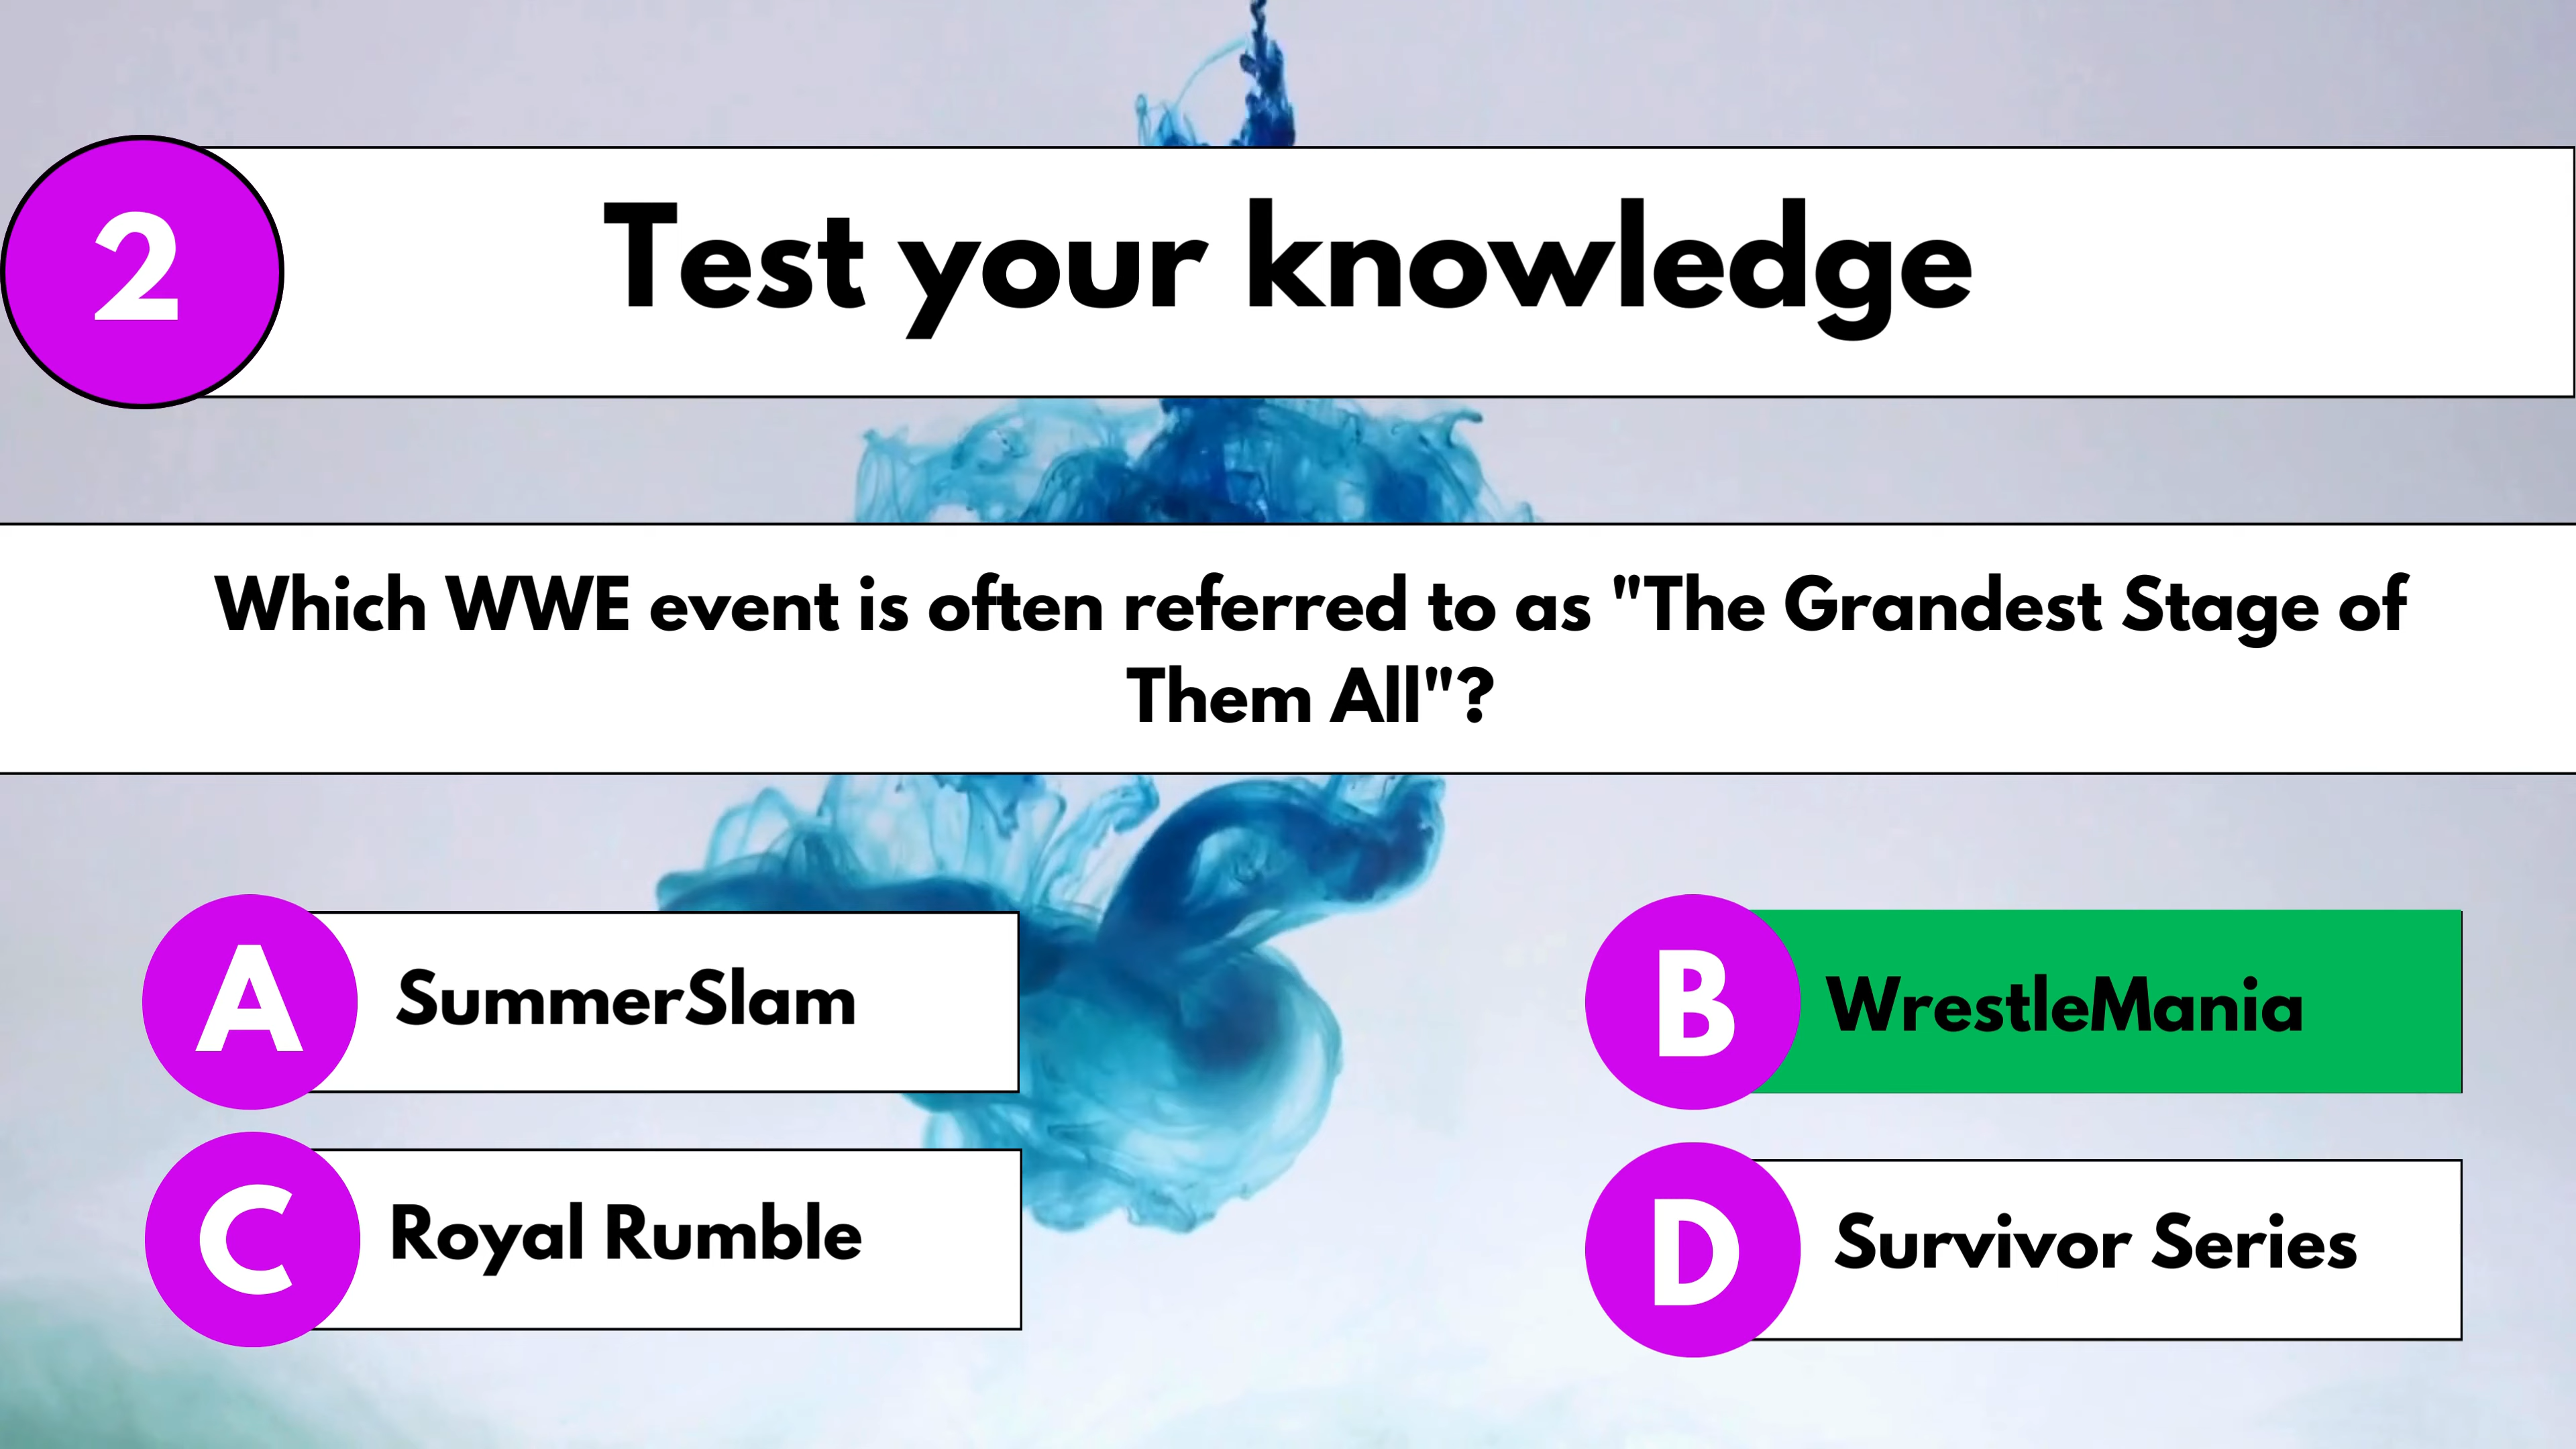 2
Test your knowledge
Which WWE event is often referred to as "The Grandest Stage of
Them All"?
A
SummerSlam
B
WrestleMania
C
Royal Rumble
D
Survivor Series